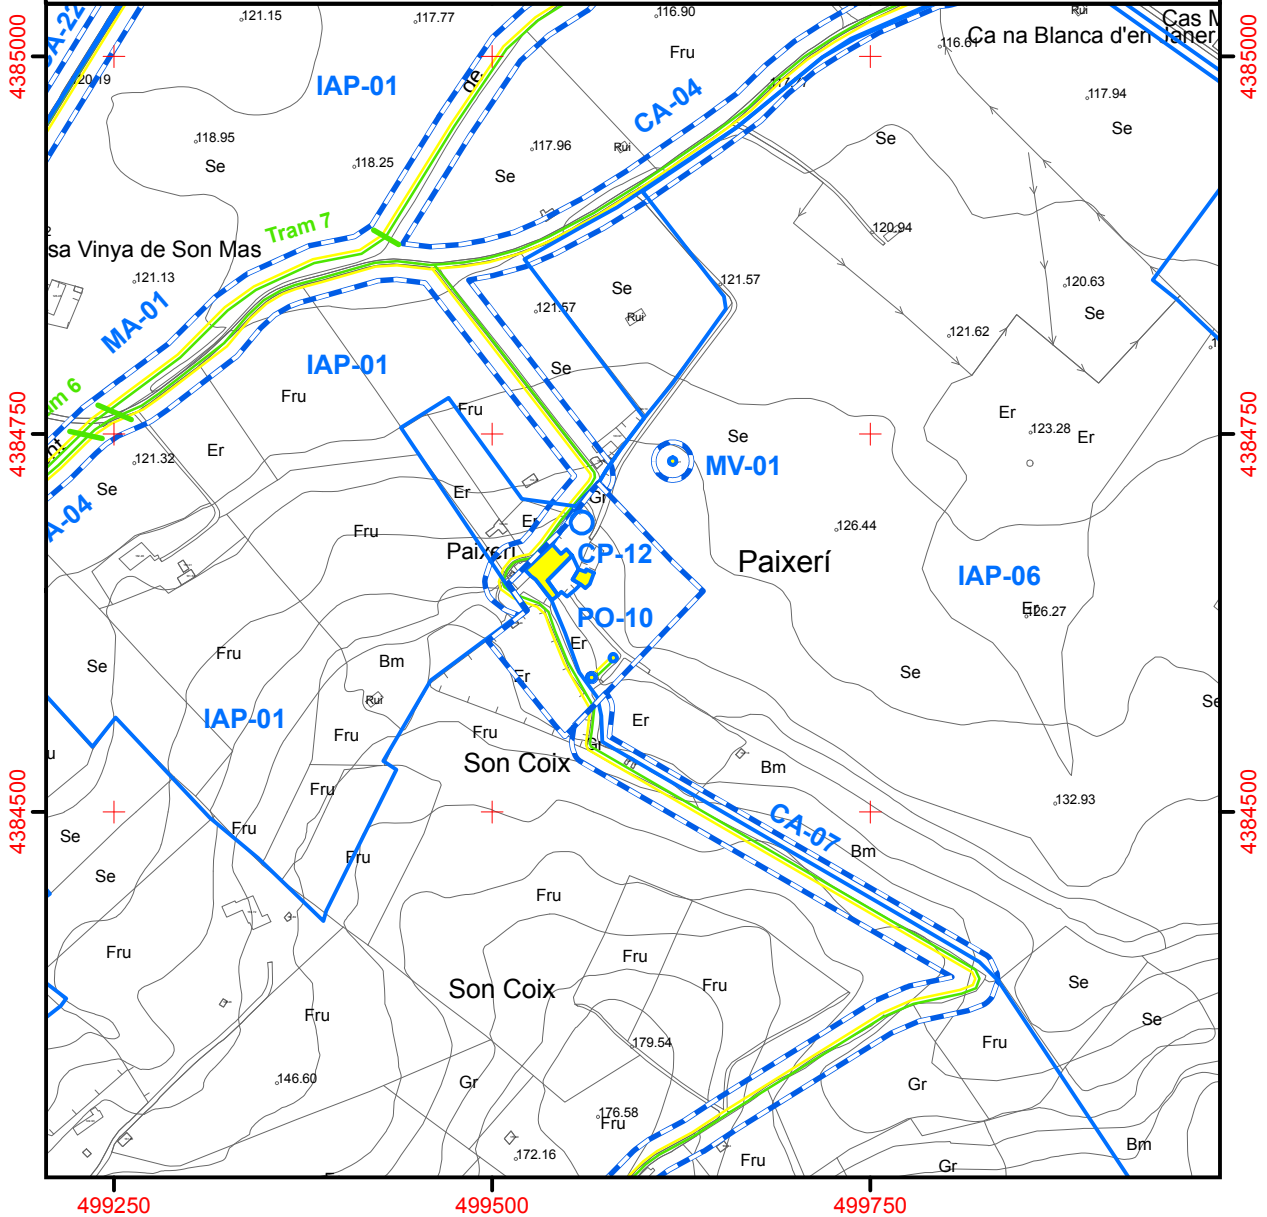 121.15
117.77
116.90
Rui
Cas
Ca na Blanca d'en Janer
116.61
Fru
de
IAP-01
CA-04
117.94
Se
118.95
Se
118.25
117.96
Rui
Se
Se
Tram 7
sa Vinya de Son Mas
120.94
121.13
MA-01
121.57
Se
121.57
Rui
120.63
Se
121.62
IAP-01
Se
Fru
Fru
Er
123.28
Er
Er
Se
MV-01
121.32
Se
Er
Gr
Er
126.44
Fru
Paixerí
CP-12
Paixerí
IAP-06
126.27
PO-10
Er
Se
Fru
Bm
Er
Se
Se
Rui
IAP-01
Er
Fru
Fru
Gr
Son Coix
Bm
Fru
132.93
CA-07
Se
Fru
Bm
Fru
Se
Fru
Fru
Fru
Son Coix
Fru
Se
Fru
Se
179.54
Fru
146.60
Gr
Gr
176.58
Fru
172.16
Fru
Bm
Gr
4385000
4384750
4384500
4385000
4384750
4384500
499250
499500
499750